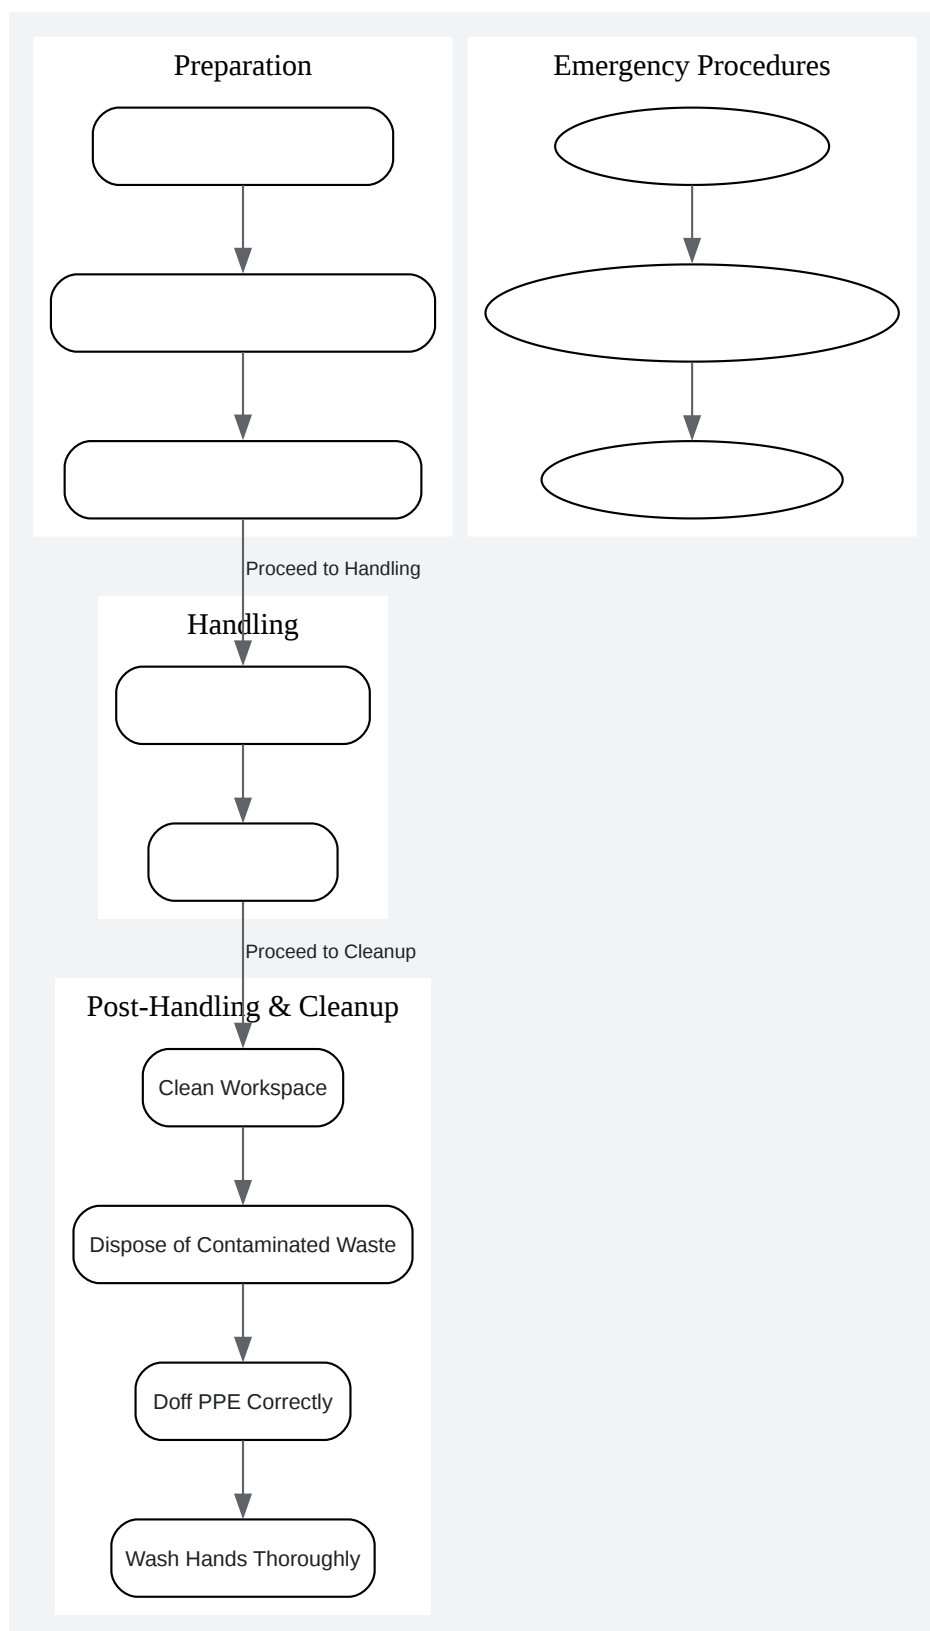 Preparation
Emergency Procedures
Proceed to Handling
Handling
Proceed to Cleanup
Post-Handling & Cleanup
Clean Workspace
Dispose of Contaminated Waste
Doff PPE Correctly
Wash Hands Thoroughly